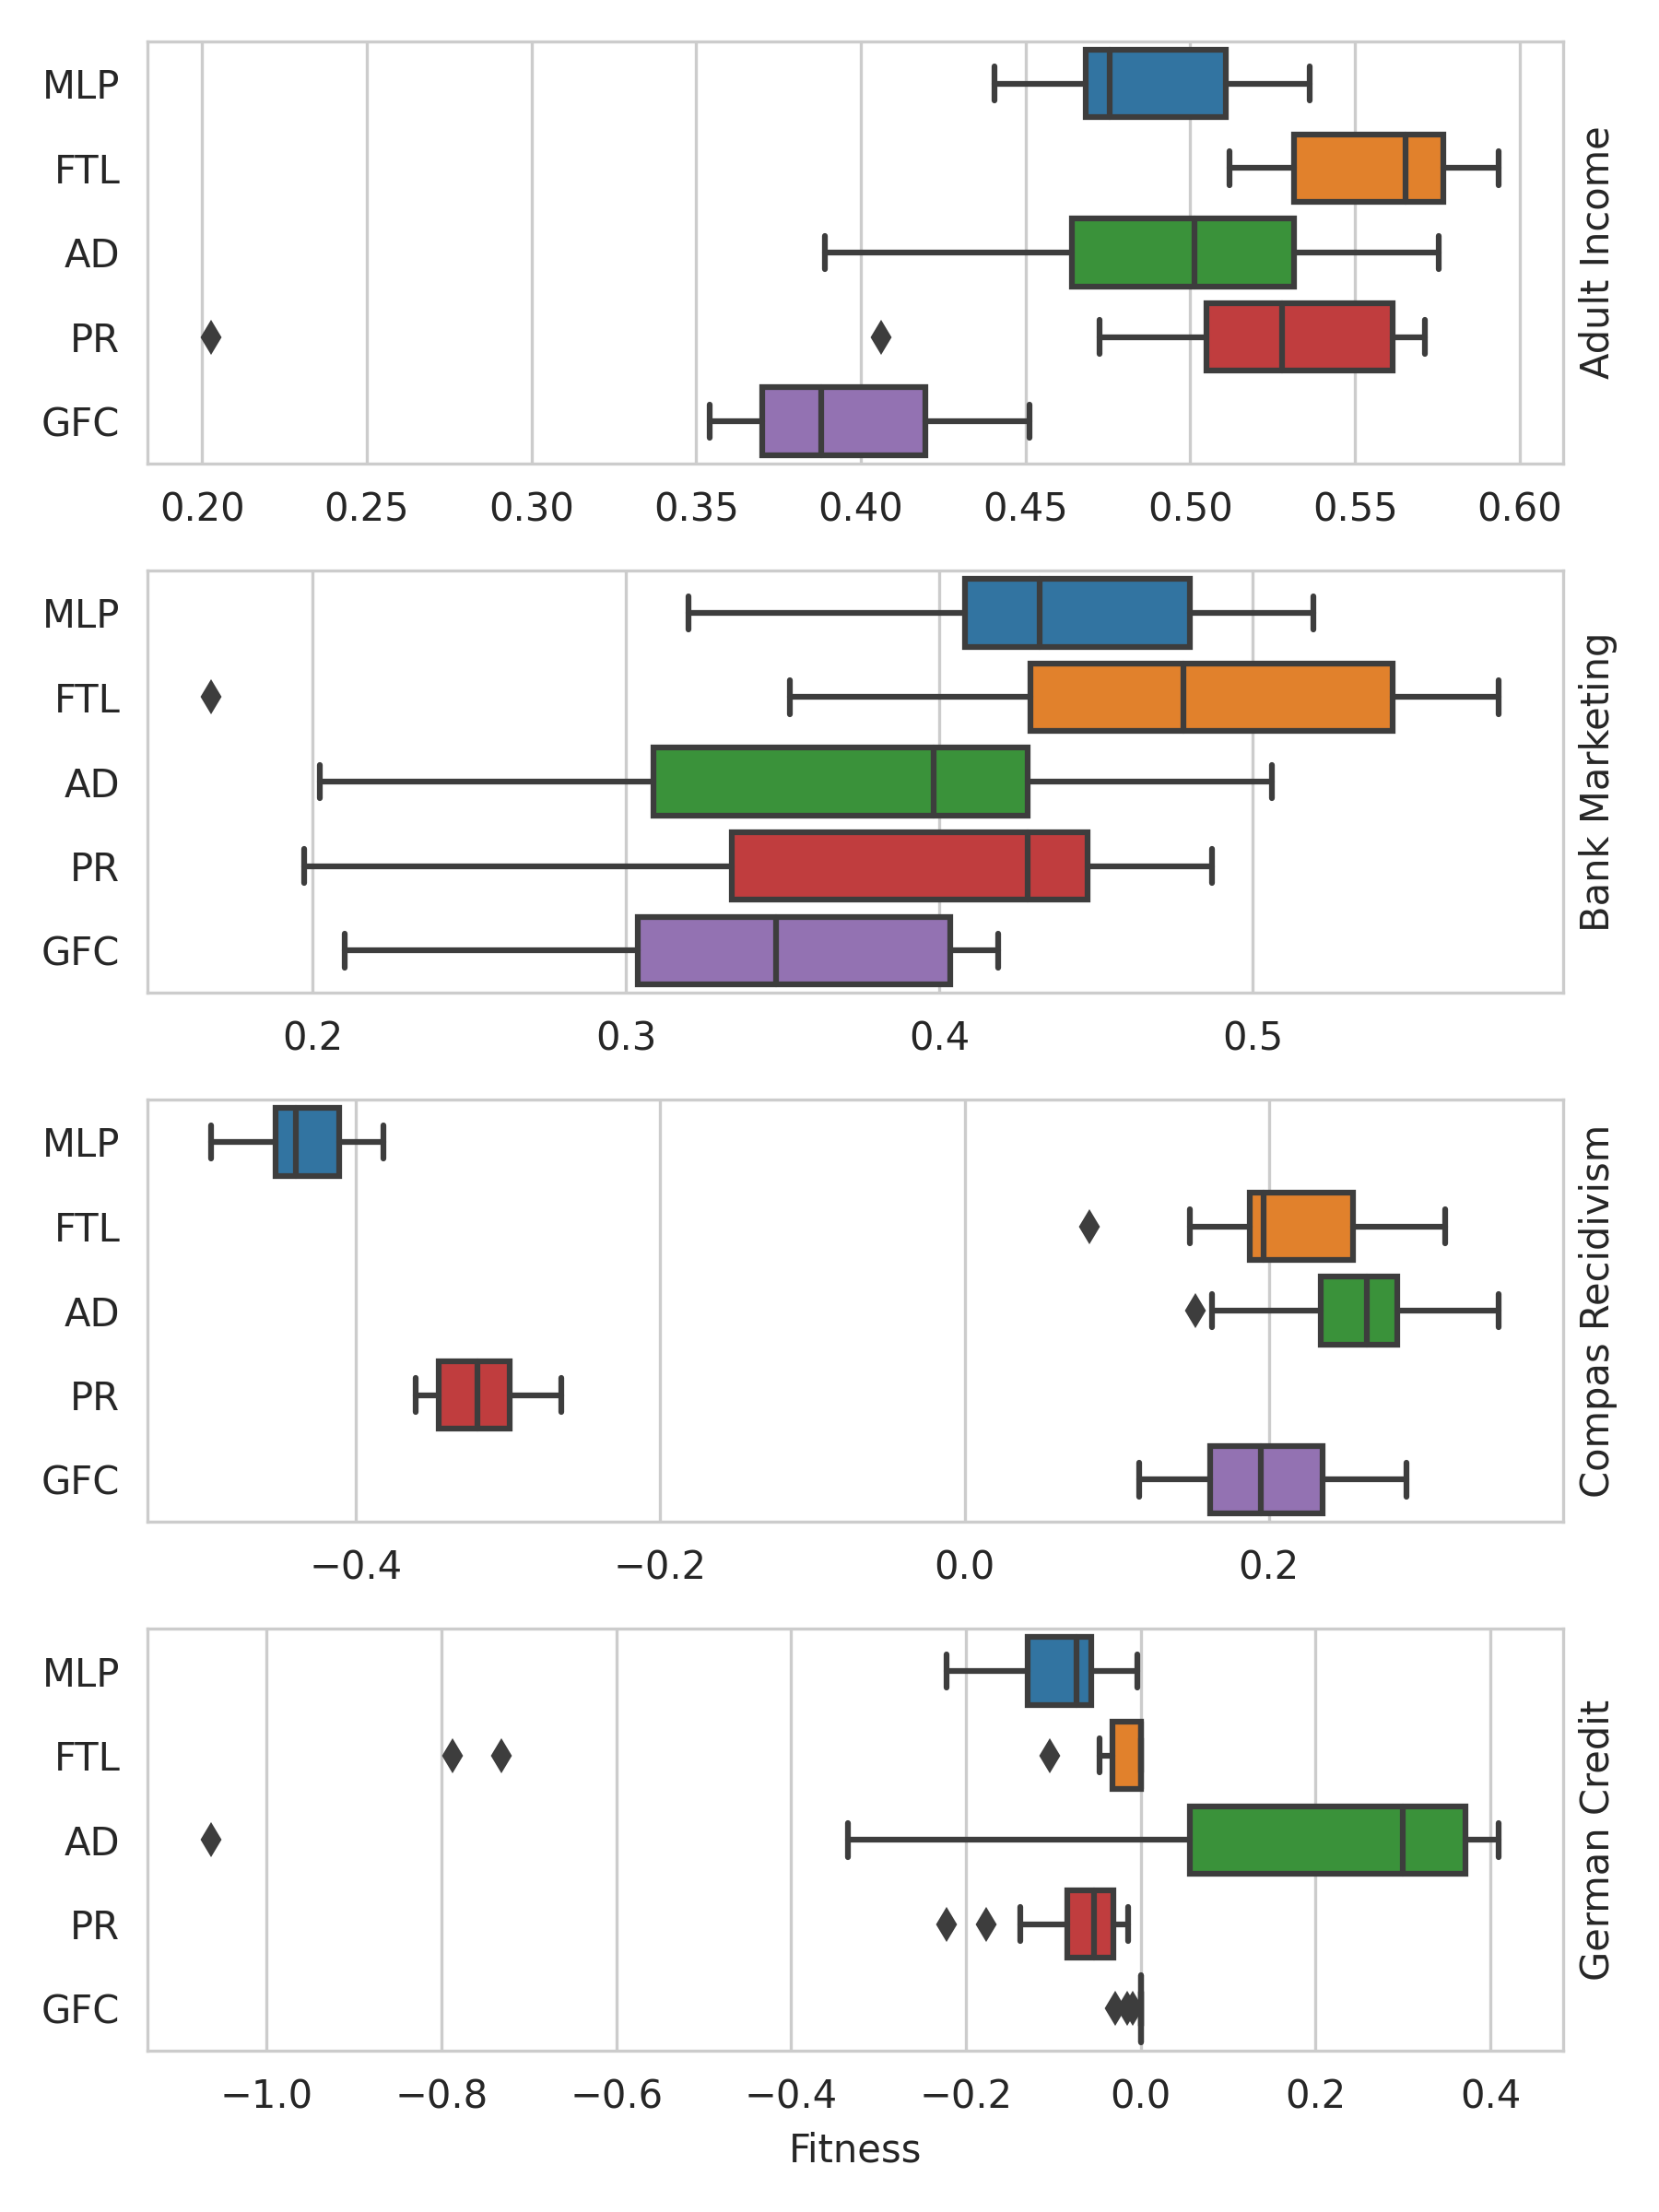 MLP
FTL
AD
PR
GFC
Adult Income
0.20 0.25 0.30 0.35 0.40 0.45 0.50 0.55 0.60
MLP
FTL
AD
PR
GFC
Bank Marketing
0.2 0.3 0.4 0.5
MLP
FTL
AD
PR
GFC
Compas Recidivism
−0.4 −0.2 0.0 0.2
MLP
FTL
AD
PR
GFC
German Credit
−1.0 −0.8 −0.6 −0.4 −0.2 0.0 0.2 0.4
Fitness